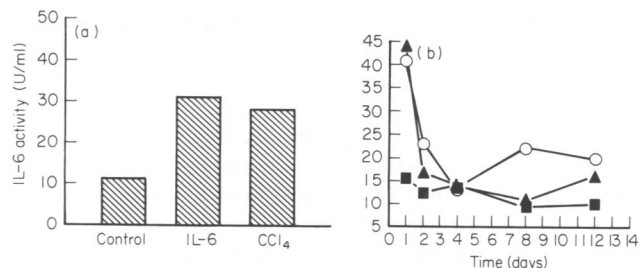 (a)
IL-6 activity (U/ml)
50
40
30
20
10
0
Control IL-6 CCl₄
(b)
45
40
35
30
25
20
15
10
5
0 1 2 3 4 5 6 7 8 9 10 11 12 13 14
Time (days)